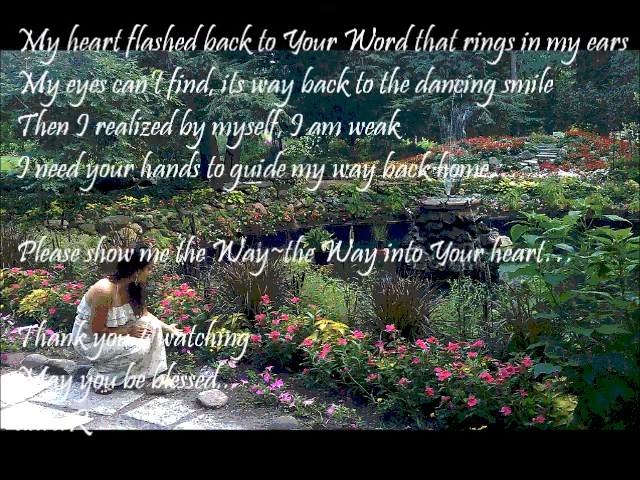 My heart flashed back to Your Word that rings in my ears
My eyes can't find, its way back to the dancing smile
Then I realized by myself, I am weak
I need your hands to guide my way back home...
Please show me the Way~the Way into Your heart...
Thank you watching
May you be blessed...